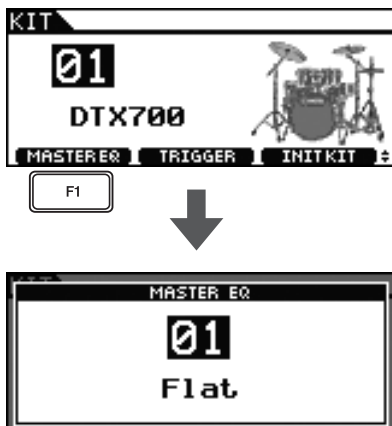 KIT
01
DTX700
MASTER EQ TRIGGER INIT KIT
F1
MASTER EQ
01
Flat